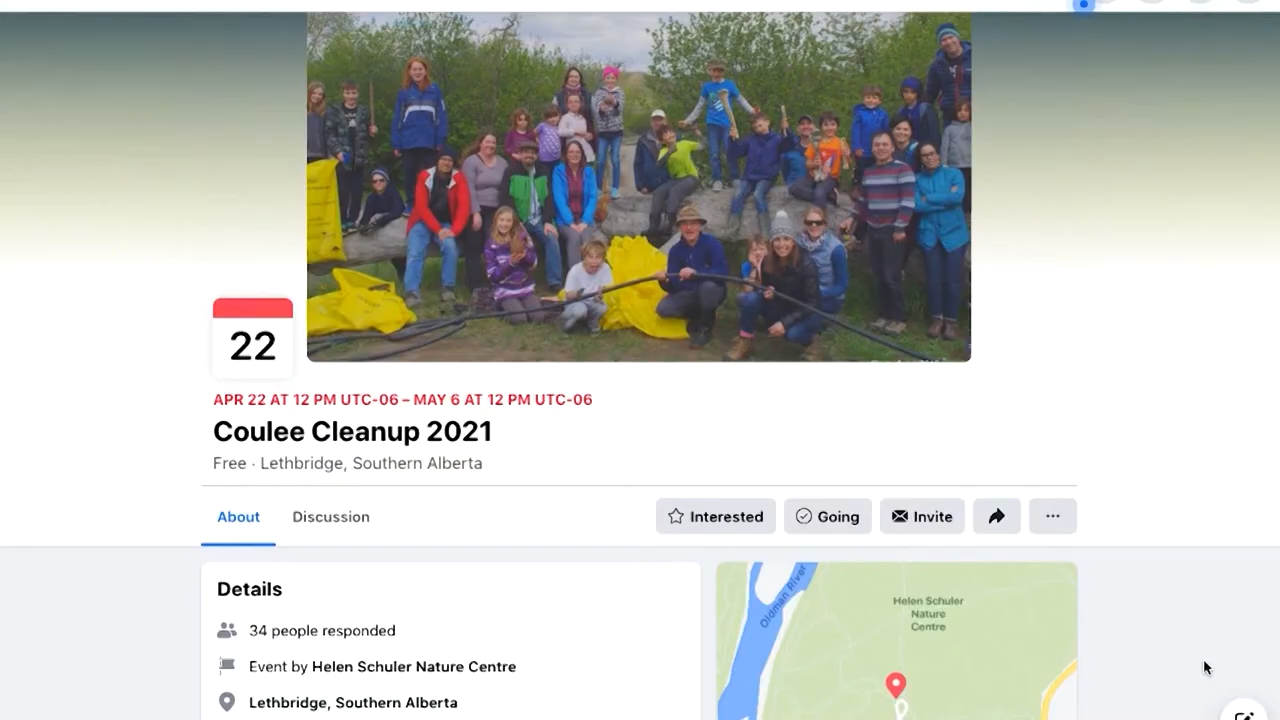 22
APR 22 AT 12 PM UTC-06 – MAY 6 AT 12 PM UTC-06
Coulee Cleanup 2021
Free · Lethbridge, Southern Alberta
About
Discussion
Interested
Going
Invite
Details
34 people responded
Event by Helen Schuler Nature Centre
Lethbridge, Southern Alberta
Oldman River
Helen Schuler
Nature
Centre